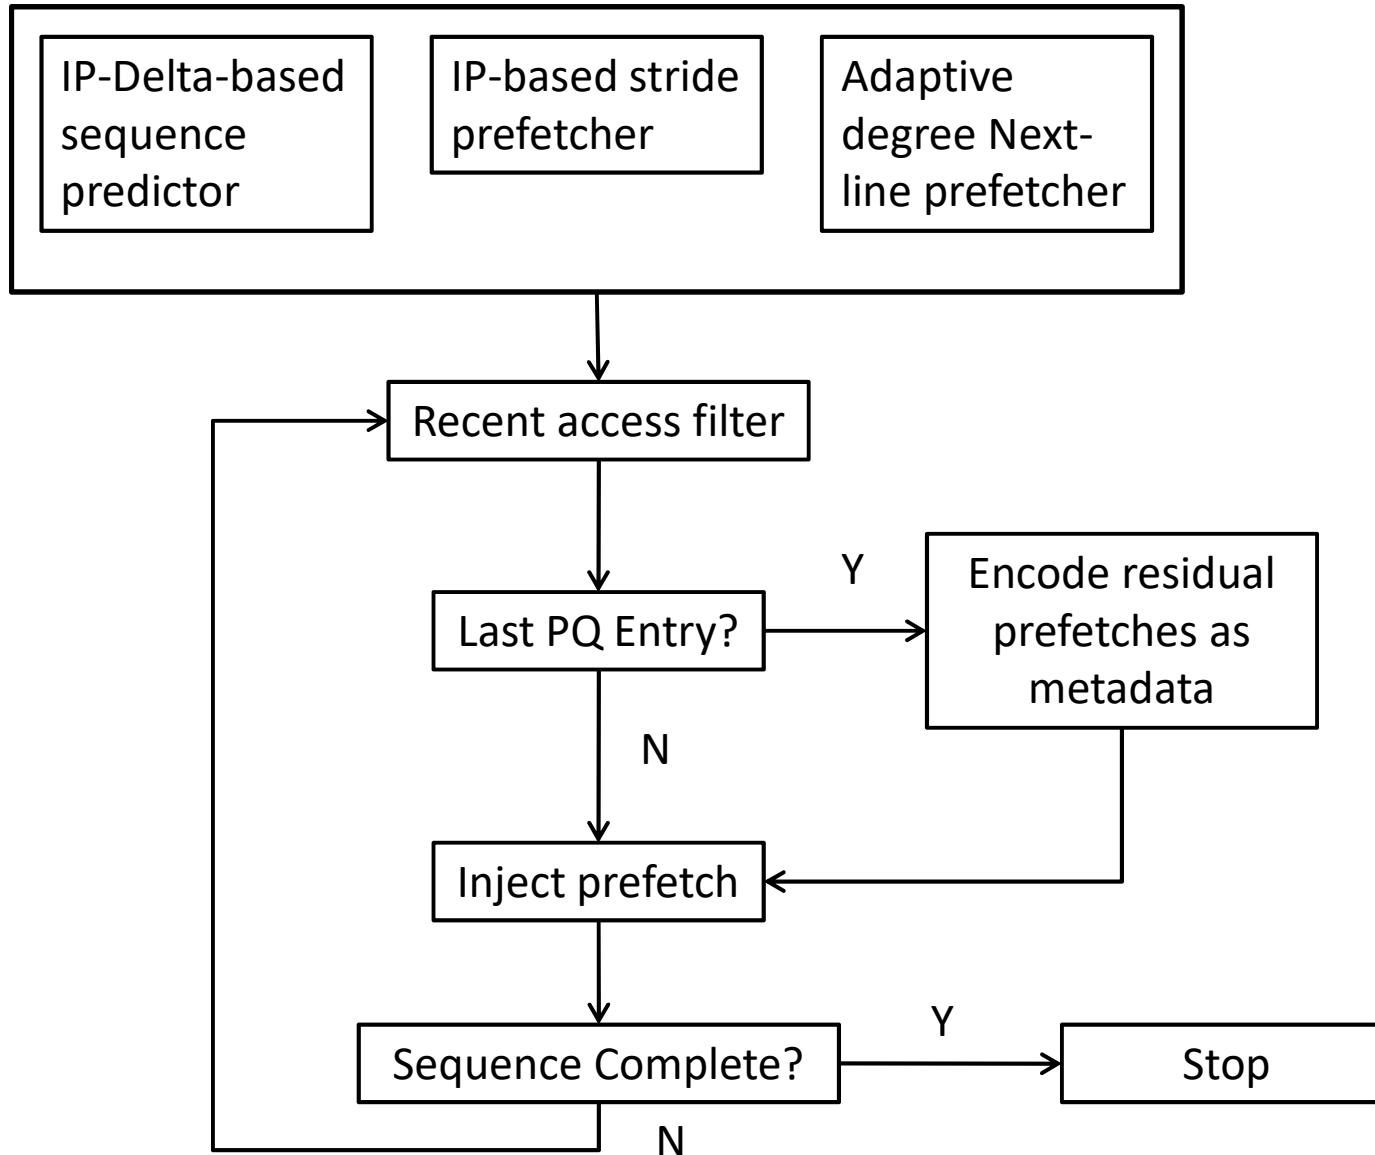 IP-Delta-based
sequence
predictor
IP-based stride
prefetcher
Adaptive
degree Next-
line prefetcher
Recent access filter
Last PQ Entry?
Y
Encode residual
prefetches as
metadata
N
Inject prefetch
Sequence Complete?
Y
Stop
N